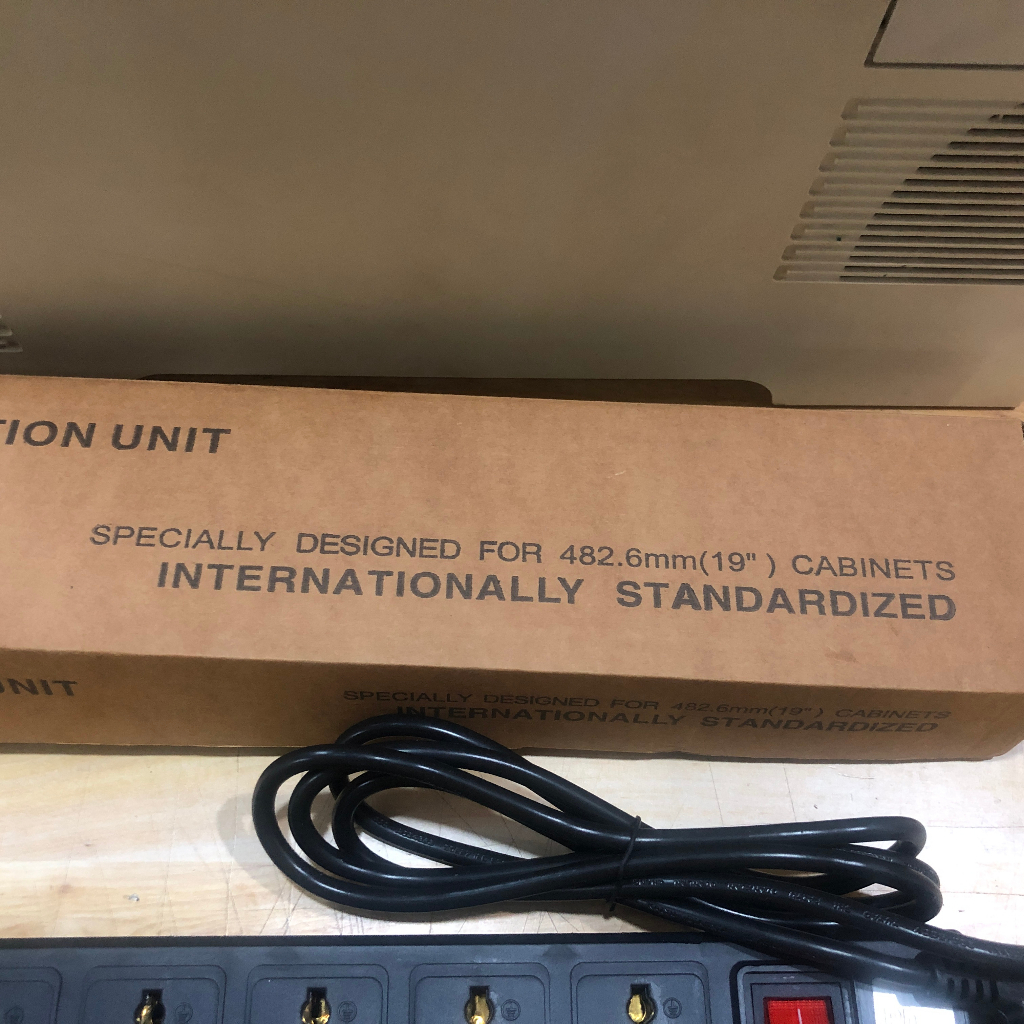 TION UNIT
SPECIALLY DESIGNED FOR 482.6mm(19") CABINETS
INTERNATIONALLY STANDARDIZED
UNIT
SPECIALLY DESIGNED FOR 482.6mm(19") CABINETS
INTERNATIONALLY STANDARDIZED